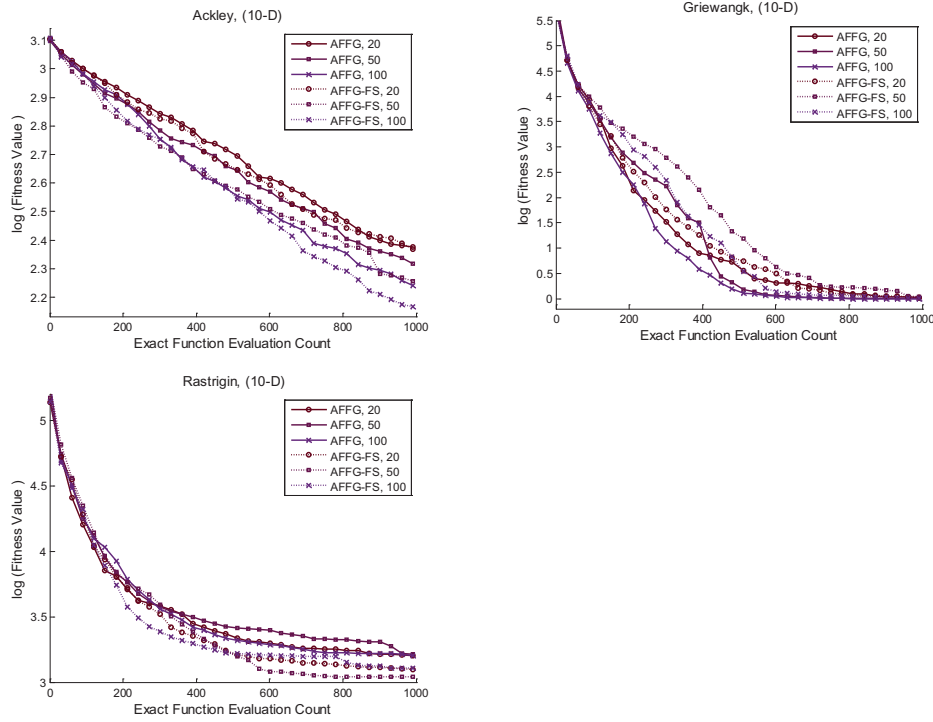 Ackley, (10-D)
log ( Fitness Value )
3.1
3
2.9
2.8
2.7
2.6
2.5
2.4
2.3
2.2
0
200
400
600
800
1000
Exact Function Evaluation Count
AFFG, 20
AFFG, 50
AFFG, 100
AFFG-FS, 20
AFFG-FS, 50
AFFG-FS, 100
Griewangk, (10-D)
log (Fitness Value )
5.5
5
4.5
4
3.5
3
2.5
2
1.5
1
0.5
0
200
400
600
800
1000
Exact Function Evaluation Count
AFFG, 20
AFFG, 50
AFFG, 100
AFFG-FS, 20
AFFG-FS, 50
AFFG-FS, 100
Rastrigin, (10-D)
log (Fitness Value )
5
4.5
4
3.5
3
0
200
400
600
800
1000
Exact Function Evaluation Count
AFFG, 20
AFFG, 50
AFFG, 100
AFFG-FS, 20
AFFG-FS, 50
AFFG-FS, 100